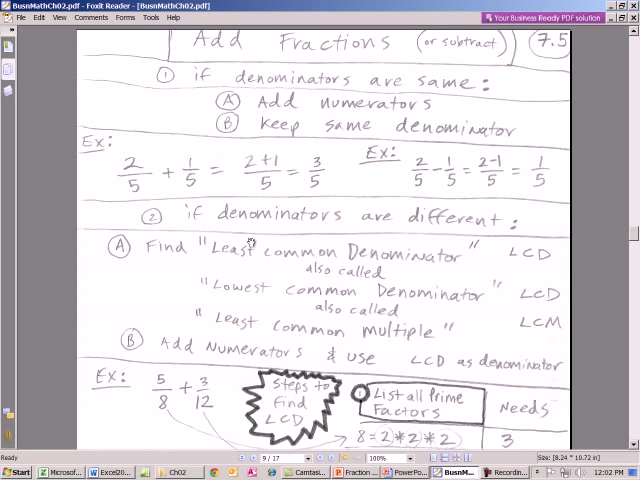 BusnMathCh02.pdf - Foxit Reader - [BusnMathCh02.pdf]
File View Comments Forms Tools Help
Your Business Ready PDF Solution!
Add Fractions (or subtract) 7.5
① if denominators are same:
Ⓐ Add numerators
Ⓑ Keep same denominator
Ex: 2/5 + 1/5 = 2+1/5 = 3/5 Ex: 2/5 - 1/5 = 2-1/5 = 1/5
② if denominators are different:
Ⓐ Find "Least common Denominator" LCD
also called
"Lowest common Denominator" LCD
also called
"Least common multiple" LCM
Ⓑ Add Numerators & use LCD as denominator
Ex: 5/8 + 3/12
Steps to
Find
LCD
① List all Prime
Factors
Needs
8 = 2 * 2 * 2
3
Ready
9 / 17
100%
Size: [8.24 * 10.72 in]
Start
Microsof...
Excel20...
Ch02
Camtasi...
Fraction ...
PowerPo...
BusnM...
Recordin...
12:02 PM